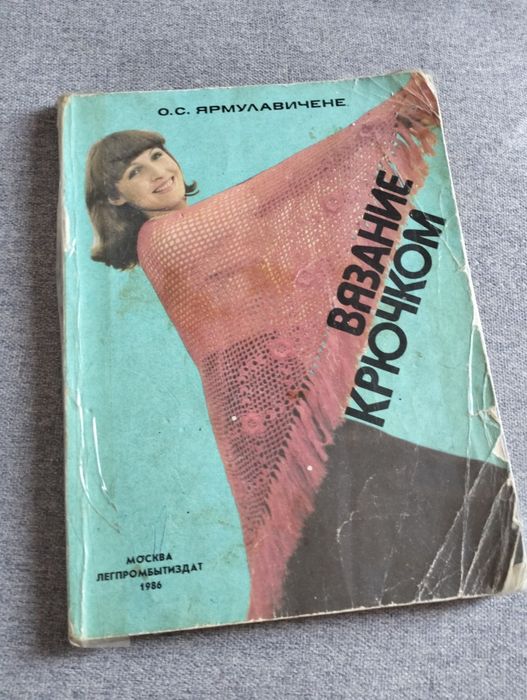 О.С. ЯРМУЛАВИЧЕНЕ
ВЯЗАНИЕ
КРЮЧКОМ
МОСКВА
ЛЕГПРОМБЫТИЗДАТ
1986